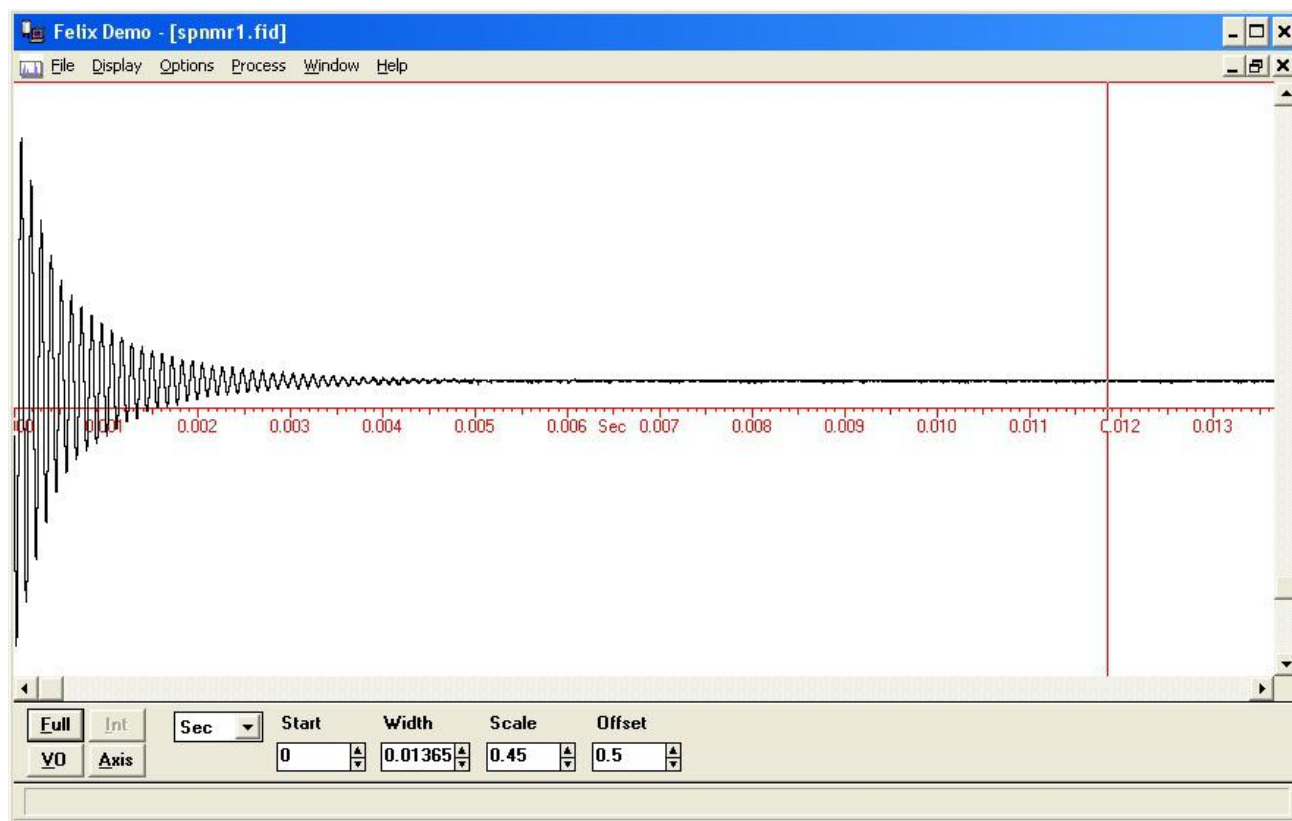 Felix Demo - [spnmr1.fid]
File Display Options Process Window Help
0.001 0.002 0.003 0.004 0.005 0.006 Sec 0.007 0.008 0.009 0.010 0.011 0.012 0.013
Full Int Sec Start Width Scale Offset
VO Axis 0 0.01365 0.45 0.5